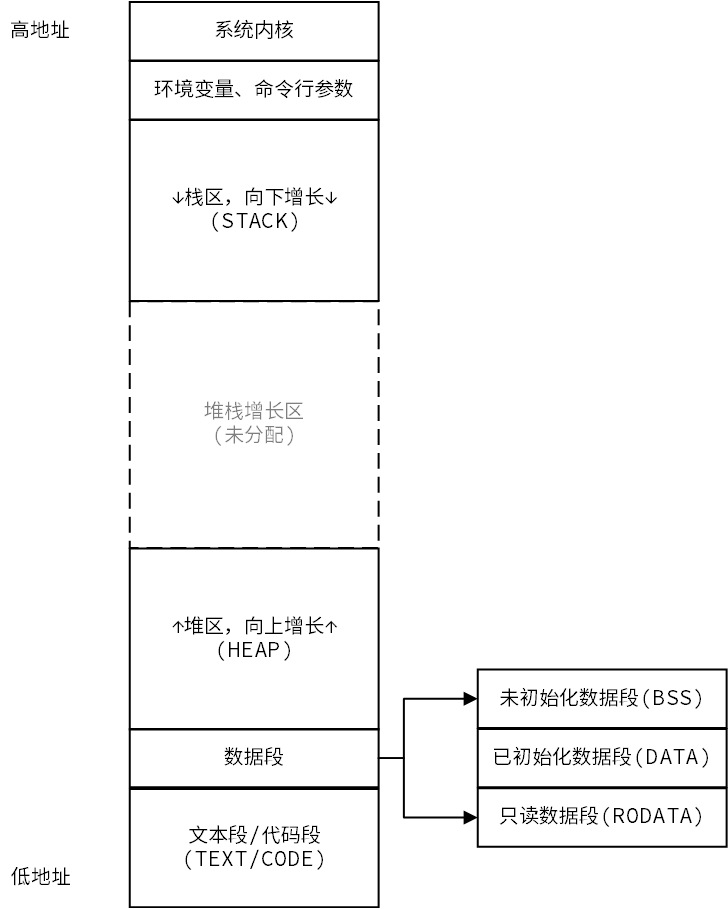 高地址
系统内核
环境变量、命令行参数
↓栈区，向下增长↓
(STACK)
堆栈增长区
(未分配)
↑堆区，向上增长↑
(HEAP)
未初始化数据段(BSS)
数据段
已初始化数据段(DATA)
只读数据段(RODATA)
文本段/代码段
(TEXT/CODE)
低地址